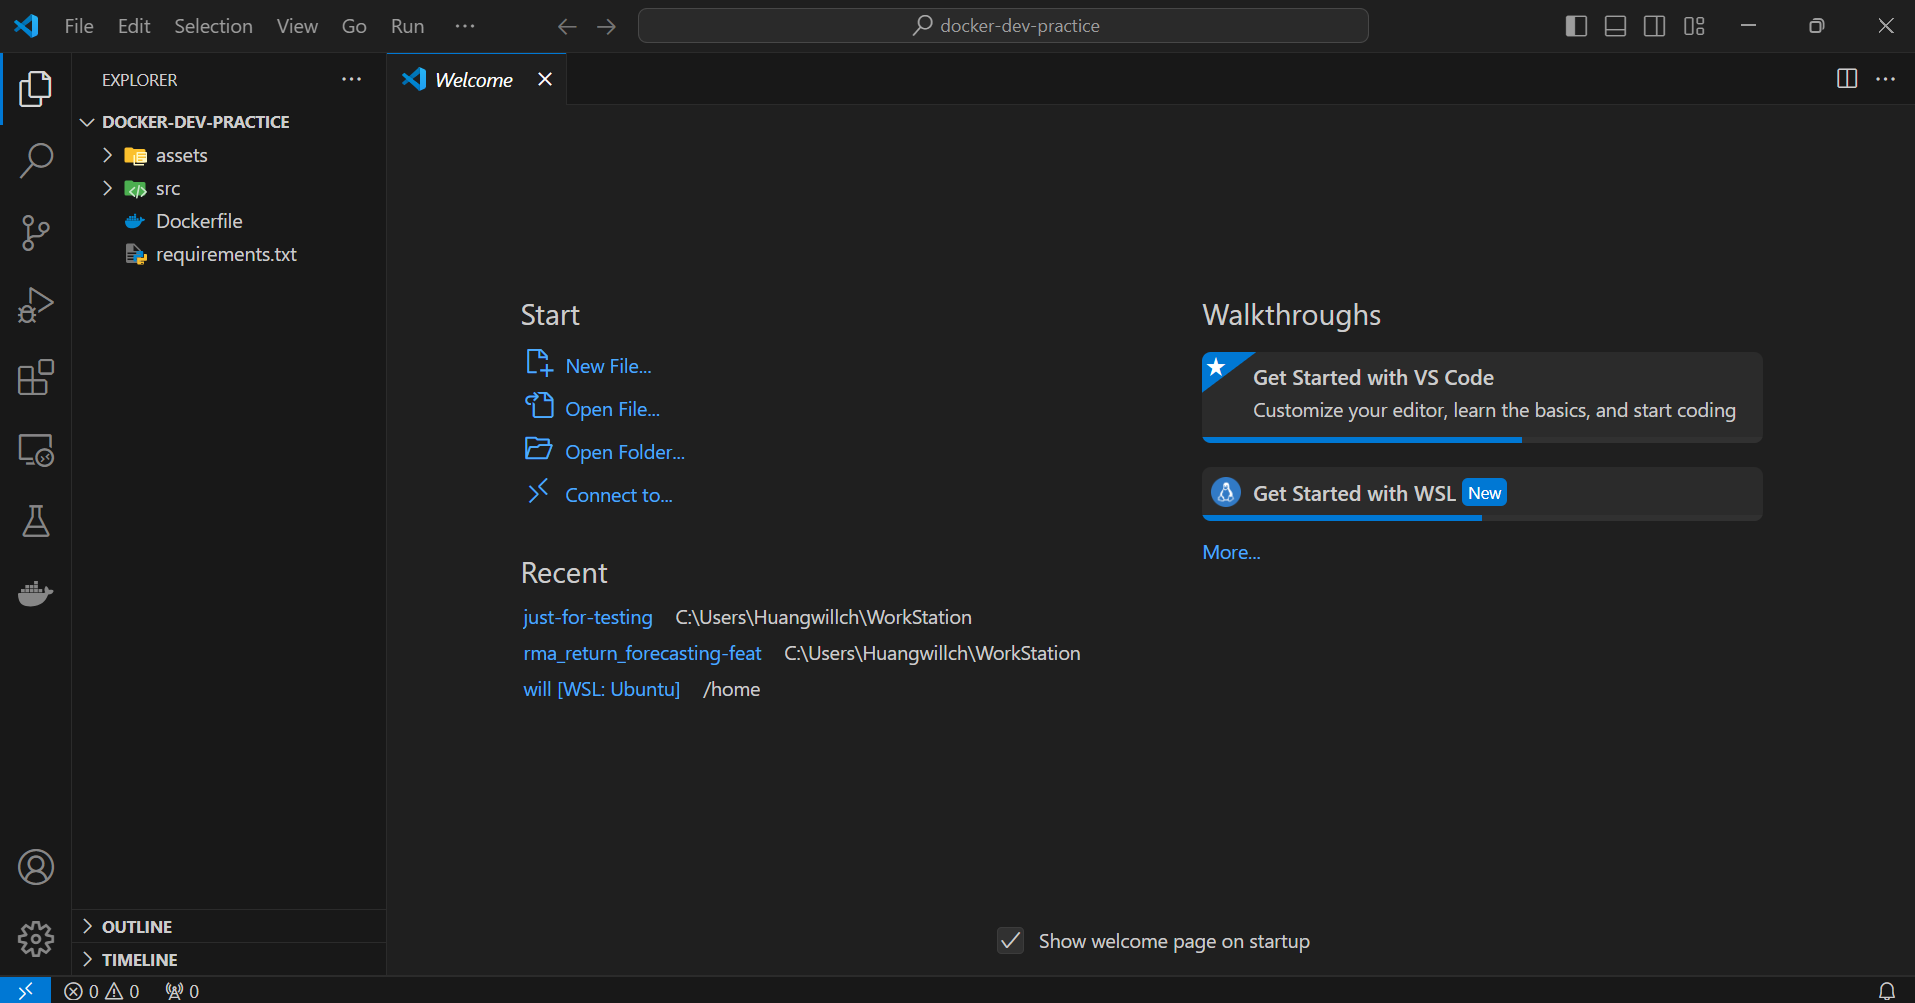 File Edit Selection View Go Run ··· docker-dev-practice
EXPLORER ···
DOCKER-DEV-PRACTICE
assets
src
Dockerfile
requirements.txt
OUTLINE
TIMELINE
Welcome
Start
New File...
Open File...
Open Folder...
Connect to...
Recent
just-for-testing C:\Users\Huangwillch\WorkStation
rma_return_forecasting-feat C:\Users\Huangwillch\WorkStation
will [WSL: Ubuntu] /home
Walkthroughs
Get Started with VS Code
Customize your editor, learn the basics, and start coding
Get Started with WSL New
More...
Show welcome page on startup
0 0 0